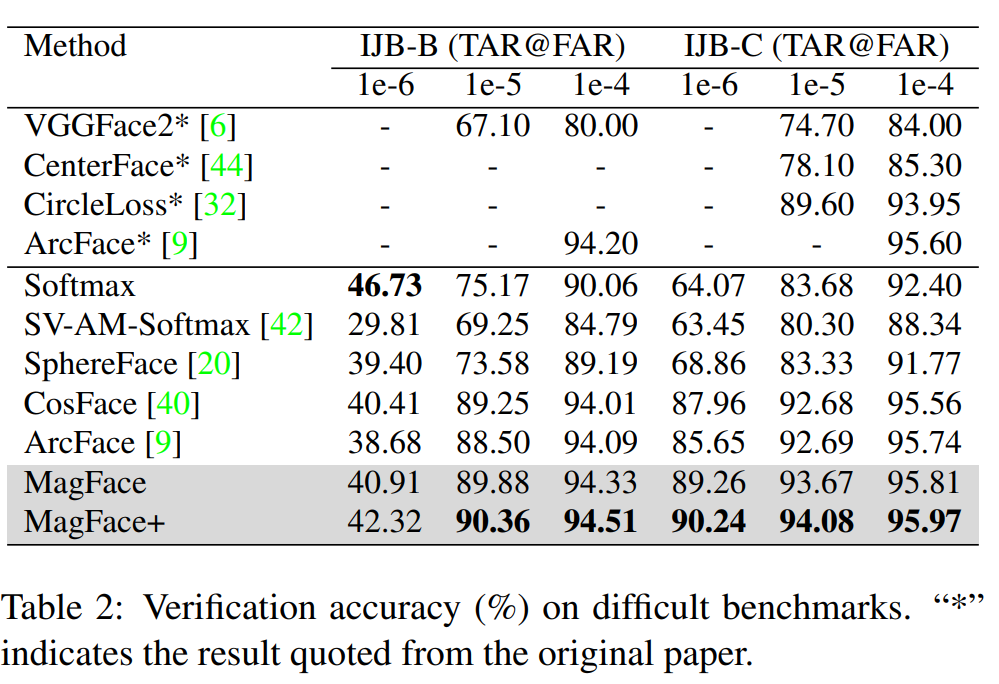 Method IJB-B (TAR@FAR) IJB-C (TAR@FAR)
1e-6 1e-5 1e-4 1e-6 1e-5 1e-4
VGGFace2* [6] - 67.10 80.00 - 74.70 84.00
CenterFace* [44] - - - - 78.10 85.30
CircleLoss* [32] - - - - 89.60 93.95
ArcFace* [9] - - 94.20 - - 95.60
Softmax 46.73 75.17 90.06 64.07 83.68 92.40
SV-AM-Softmax [42] 29.81 69.25 84.79 63.45 80.30 88.34
SphereFace [20] 39.40 73.58 89.19 68.86 83.33 91.77
CosFace [40] 40.41 89.25 94.01 87.96 92.68 95.56
ArcFace [9] 38.68 88.50 94.09 85.65 92.69 95.74
MagFace 40.91 89.88 94.33 89.26 93.67 95.81
MagFace+ 42.32 90.36 94.51 90.24 94.08 95.97
Table 2: Verification accuracy (%) on difficult benchmarks. “*”
indicates the result quoted from the original paper.